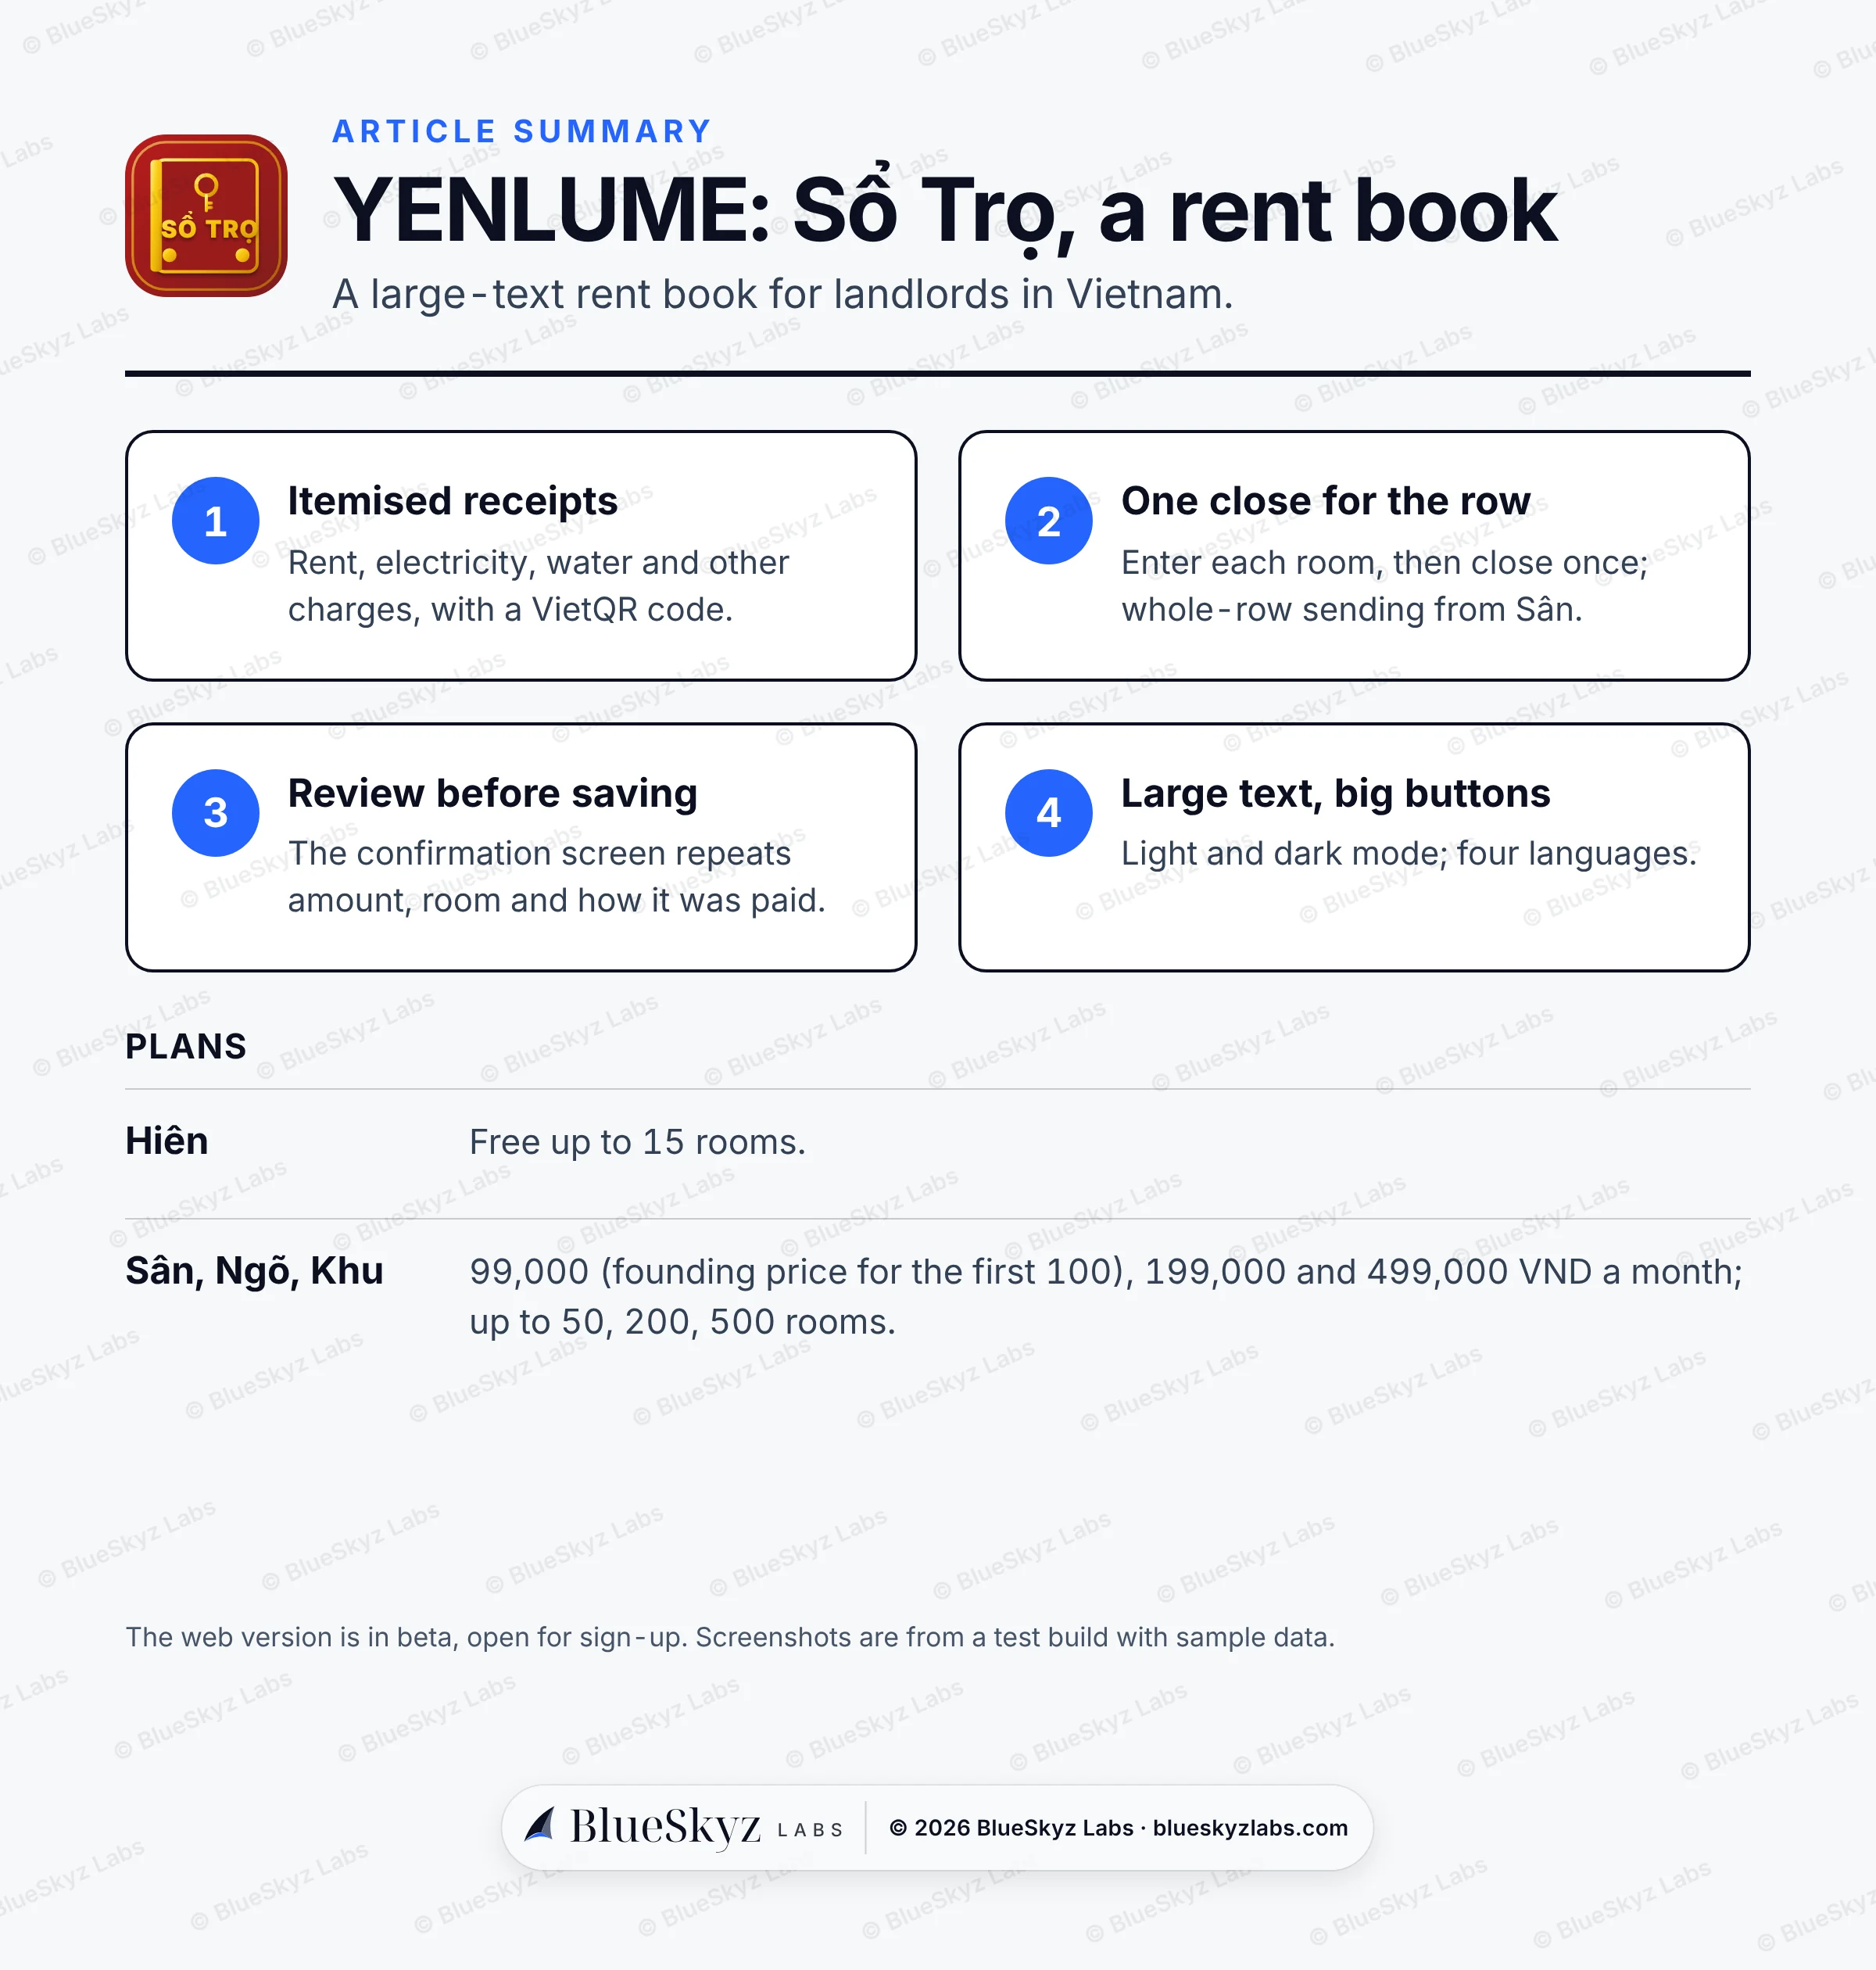 ARTICLE SUMMARY
SỔ TRỌ
YENLUME: Sổ Trọ, a rent book
A large-text rent book for landlords in Vietnam.
1
Itemised receipts
Rent, electricity, water and other
charges, with a VietQR code.
2
One close for the row
Enter each room, then close once;
whole-row sending from Sân.
3
Review before saving
The confirmation screen repeats
amount, room and how it was paid.
4
Large text, big buttons
Light and dark mode; four languages.
PLANS
Hiên
Free up to 15 rooms.
Sân, Ngõ, Khu
99,000 (founding price for the first 100), 199,000 and 499,000 VND a month;
up to 50, 200, 500 rooms.
The web version is in beta, open for sign-up. Screenshots are from a test build with sample data.
BlueSkyz LABS
© 2026 BlueSkyz Labs · blueskyzlabs.com
© BlueSkyz Labs